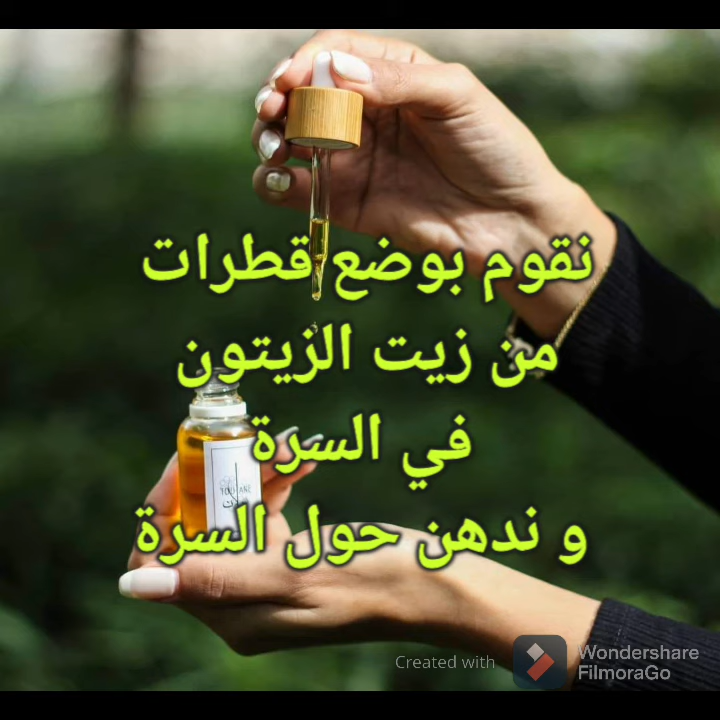 نقوم بوضع قطرات
من زيت الزيتون
في السرة
و ندهن حول السرة
Created with
Wondershare
FilmoraGo